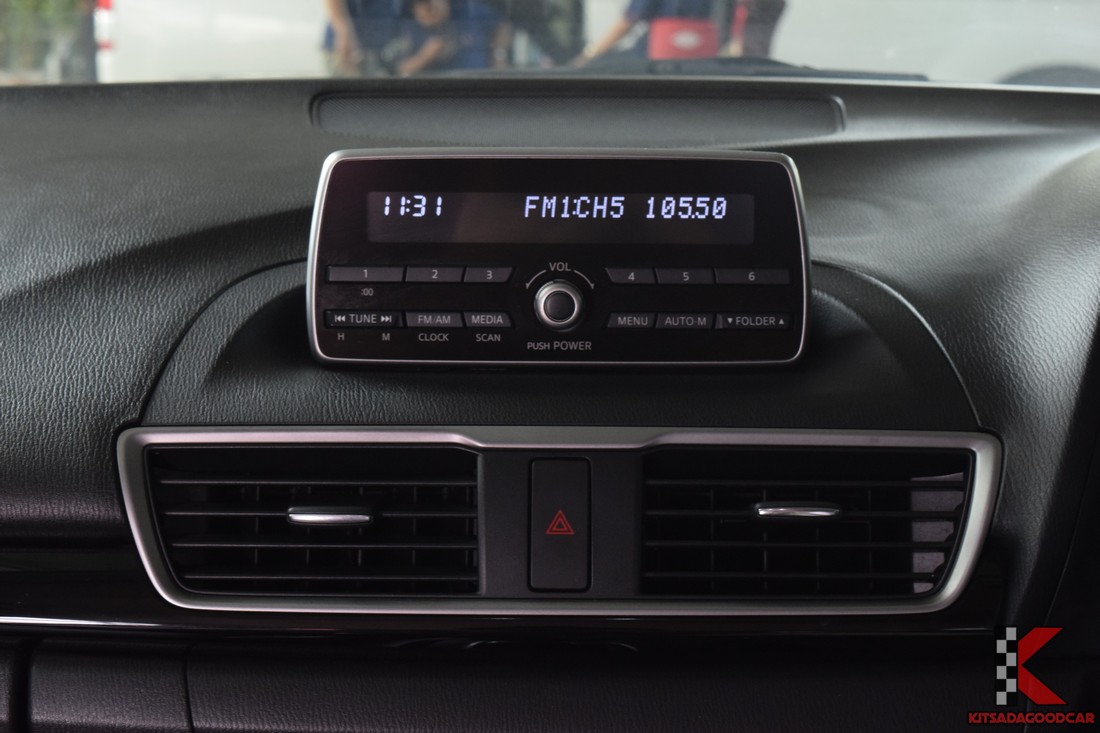 11:31 FM1:CH5 105.50
VOL
1 2 3 4 5 6
:00
⏮ TUNE ⏭ FM/AM MEDIA MENU AUTO-M ▼ FOLDER ▲
H M CLOCK SCAN PUSH POWER
K
KITSADAGOODCAR